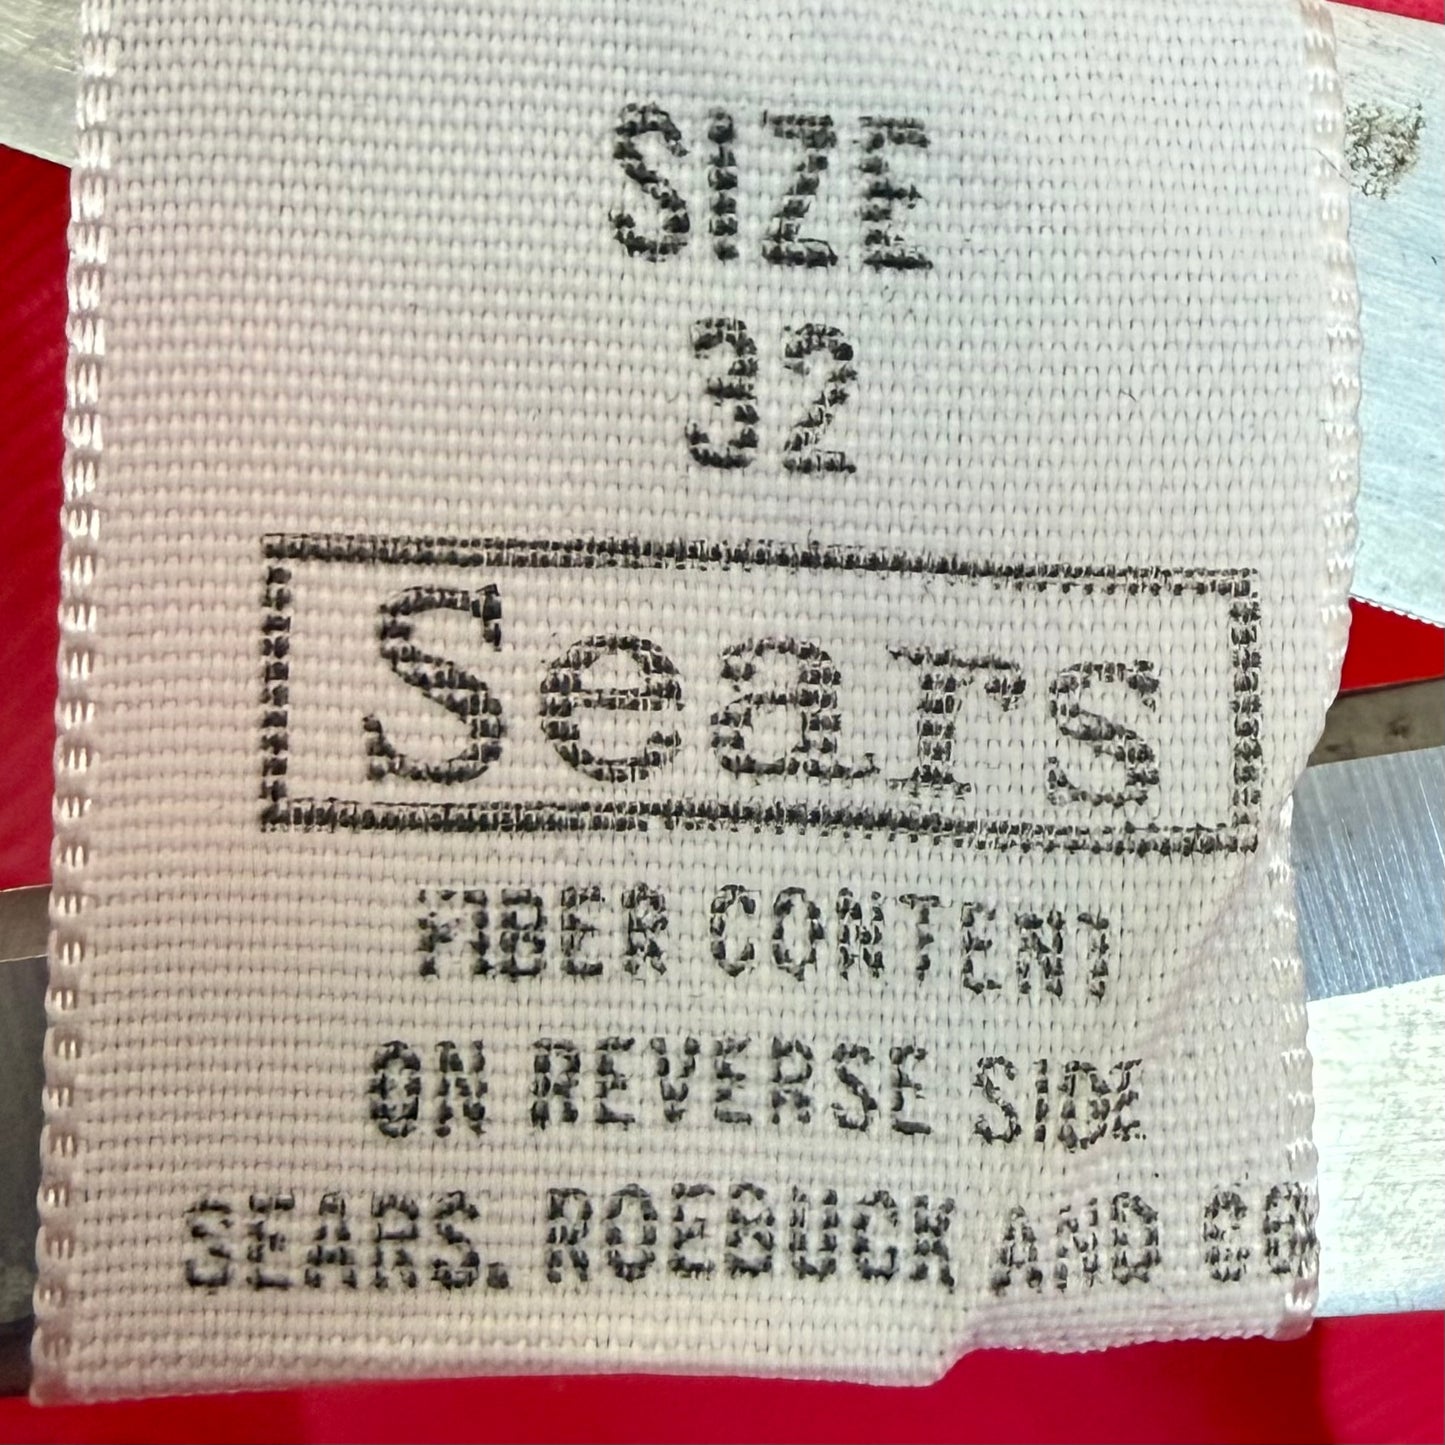 SIZE
32
Sears
FIBER CONTENT
ON REVERSE SIDE
SEARS, ROEBUCK AND CO